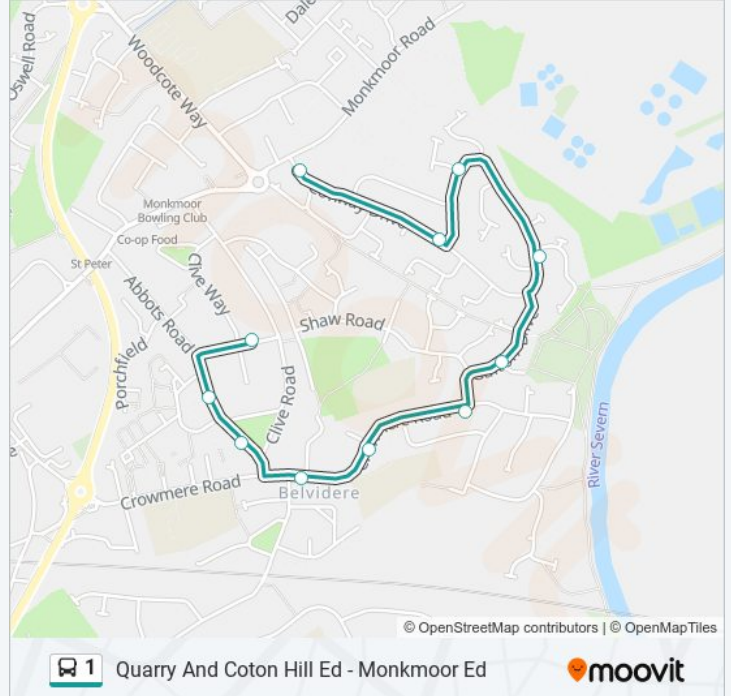 Oswell Road
Woodcote Way
Monkmoor Road
Monkmoor
Bowling Club
Co-op Food
St Peter
Clive Way
Abbots Road
Shaw Road
Porchfield
Clive Road
Crowmere Road
Belvidere
River Severn
© OpenStreetMap contributors | © OpenMapTiles
1 Quarry And Coton Hill Ed - Monkmoor Ed
moovit